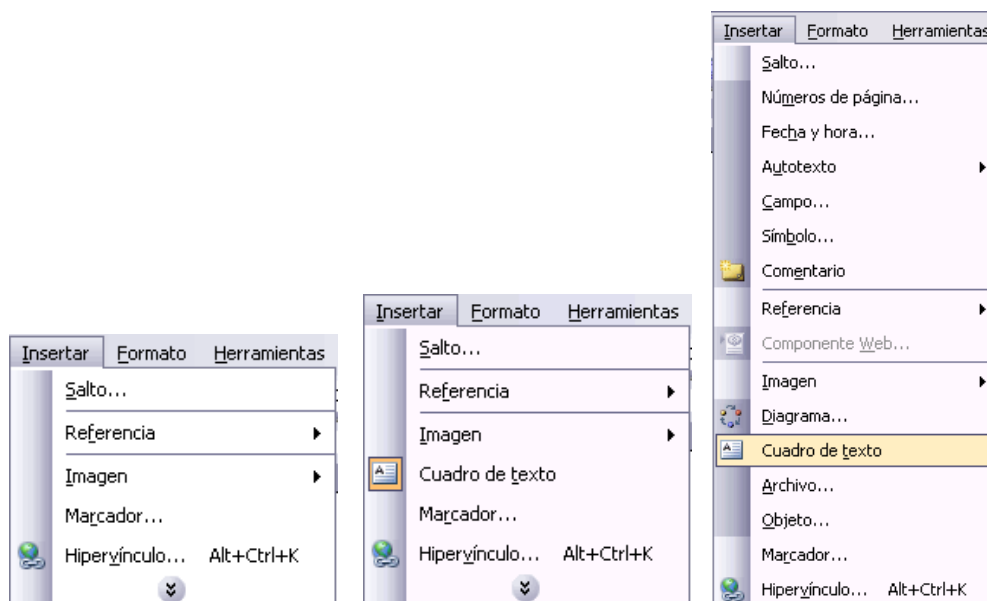 Insertar Formato Herramientas
Salto...
Referencia
Imagen
Marcador...
Hipervínculo... Alt+Ctrl+K
Insertar Formato Herramientas
Salto...
Referencia
Imagen
Cuadro de texto
Marcador...
Hipervínculo... Alt+Ctrl+K
Insertar Formato Herramientas
Salto...
Números de página...
Fecha y hora...
Autotexto
Campo...
Símbolo...
Comentario
Referencia
Componente Web...
Imagen
Diagrama...
Cuadro de texto
Archivo...
Objeto...
Marcador...
Hipervínculo... Alt+Ctrl+K